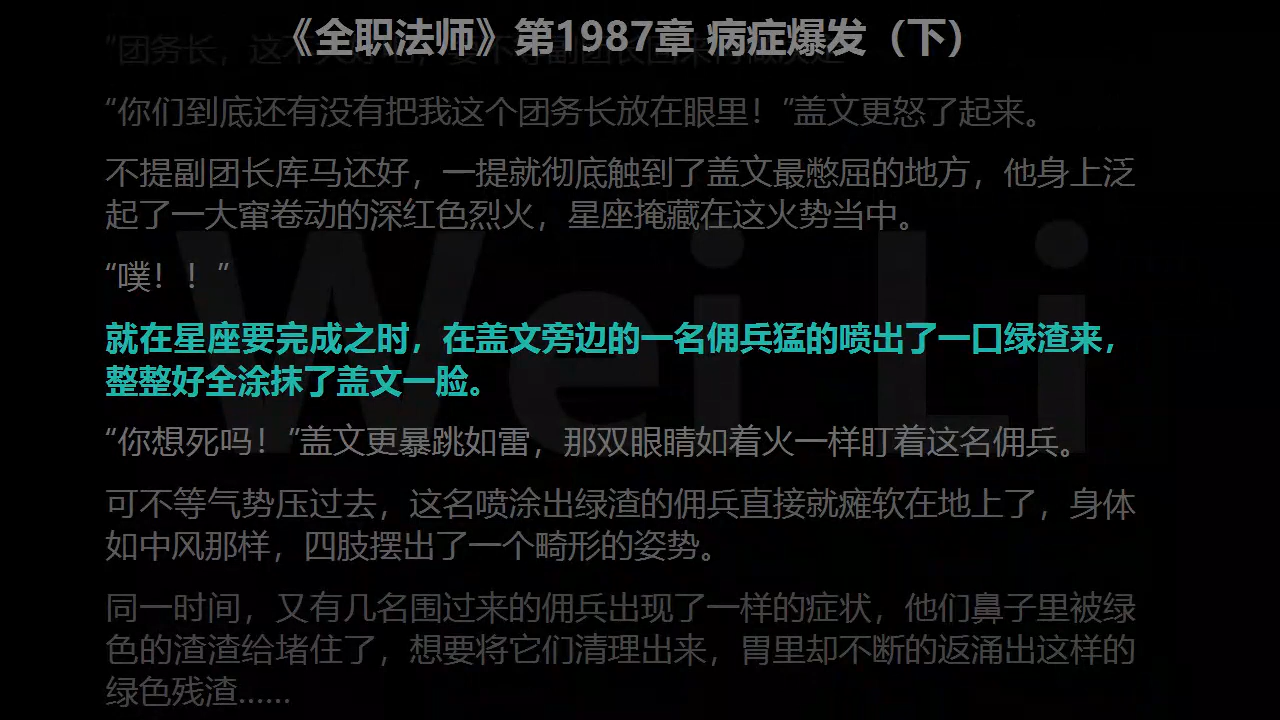 《全职法师》第1987章 病症爆发（下）
“团务长，这不
“你们到底还有没有把我这个团务长放在眼里！”盖文更怒了起来。
不提副团长库马还好，一提就彻底触到了盖文最憋屈的地方，他身上泛
起了一大窜卷动的深红色烈火，星座掩藏在这火势当中。
“噗！！”
就在星座要完成之时，在盖文旁边的一名佣兵猛的喷出了一口绿渣来，
整整好全涂抹了盖文一脸。
“你想死吗！”盖文更暴跳如雷，那双眼睛如着火一样盯着这名佣兵。
可不等气势压过去，这名喷涂出绿渣的佣兵直接就瘫软在地上了，身体
如中风那样，四肢摆出了一个畸形的姿势。
同一时间，又有几名围过来的佣兵出现了一样的症状，他们鼻子里被绿
色的渣渣给堵住了，想要将它们清理出来，胃里却不断的返涌出这样的
绿色残渣……
Wei Li